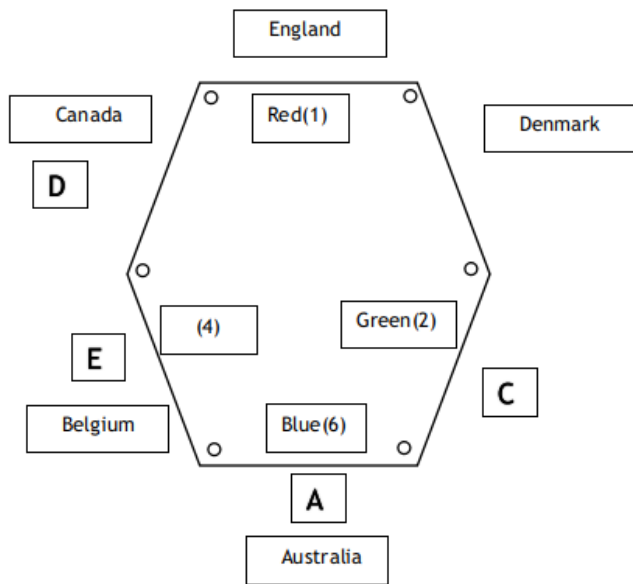 England
Canada
Red(1)
Denmark
D
(4)
Green(2)
E
C
Belgium
Blue(6)
A
Australia